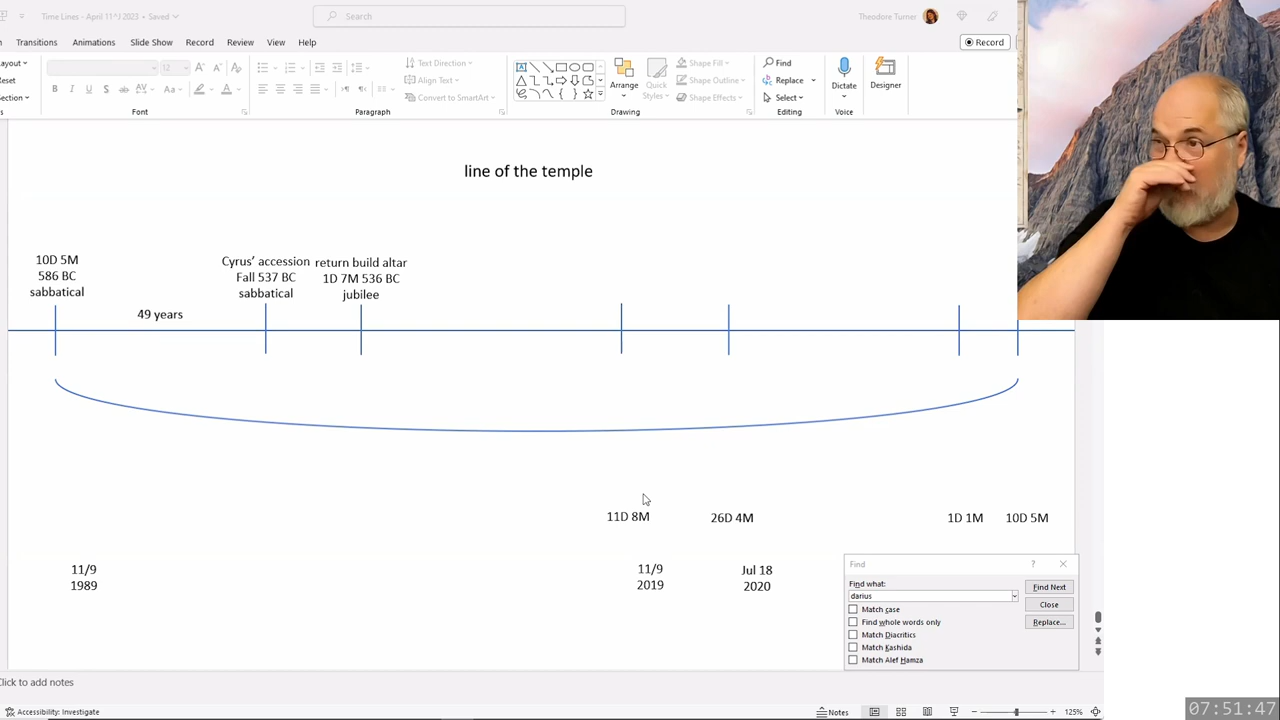 Time Lines - April 11^J 2023 • Saved
Search
Theodore Turner
Transitions Animations Slide Show Record Review View Help
Record
ayout
eset
ection
12
Text Direction
Align Text
Convert to SmartArt
Arrange
Quick
Styles
Shape Fill
Shape Outline
Shape Effects
Find
Replace
Select
Dictate
Designer
Font Paragraph Drawing Editing Voice
line of the temple
10D 5M
586 BC
sabbatical
49 years
Cyrus' accession
Fall 537 BC
sabbatical
return build altar
1D 7M 536 BC
jubilee
11D 8M
26D 4M
1D 1M
10D 5M
11/9
1989
11/9
2019
Jul 18
2020
Find
?
Find what:
darius
Match case
Find whole words only
Match Diacritics
Match Kashida
Match Alef Hamza
Find Next
Close
Replace...
Click to add notes
Accessibility: Investigate
Notes
125%
07:51:47